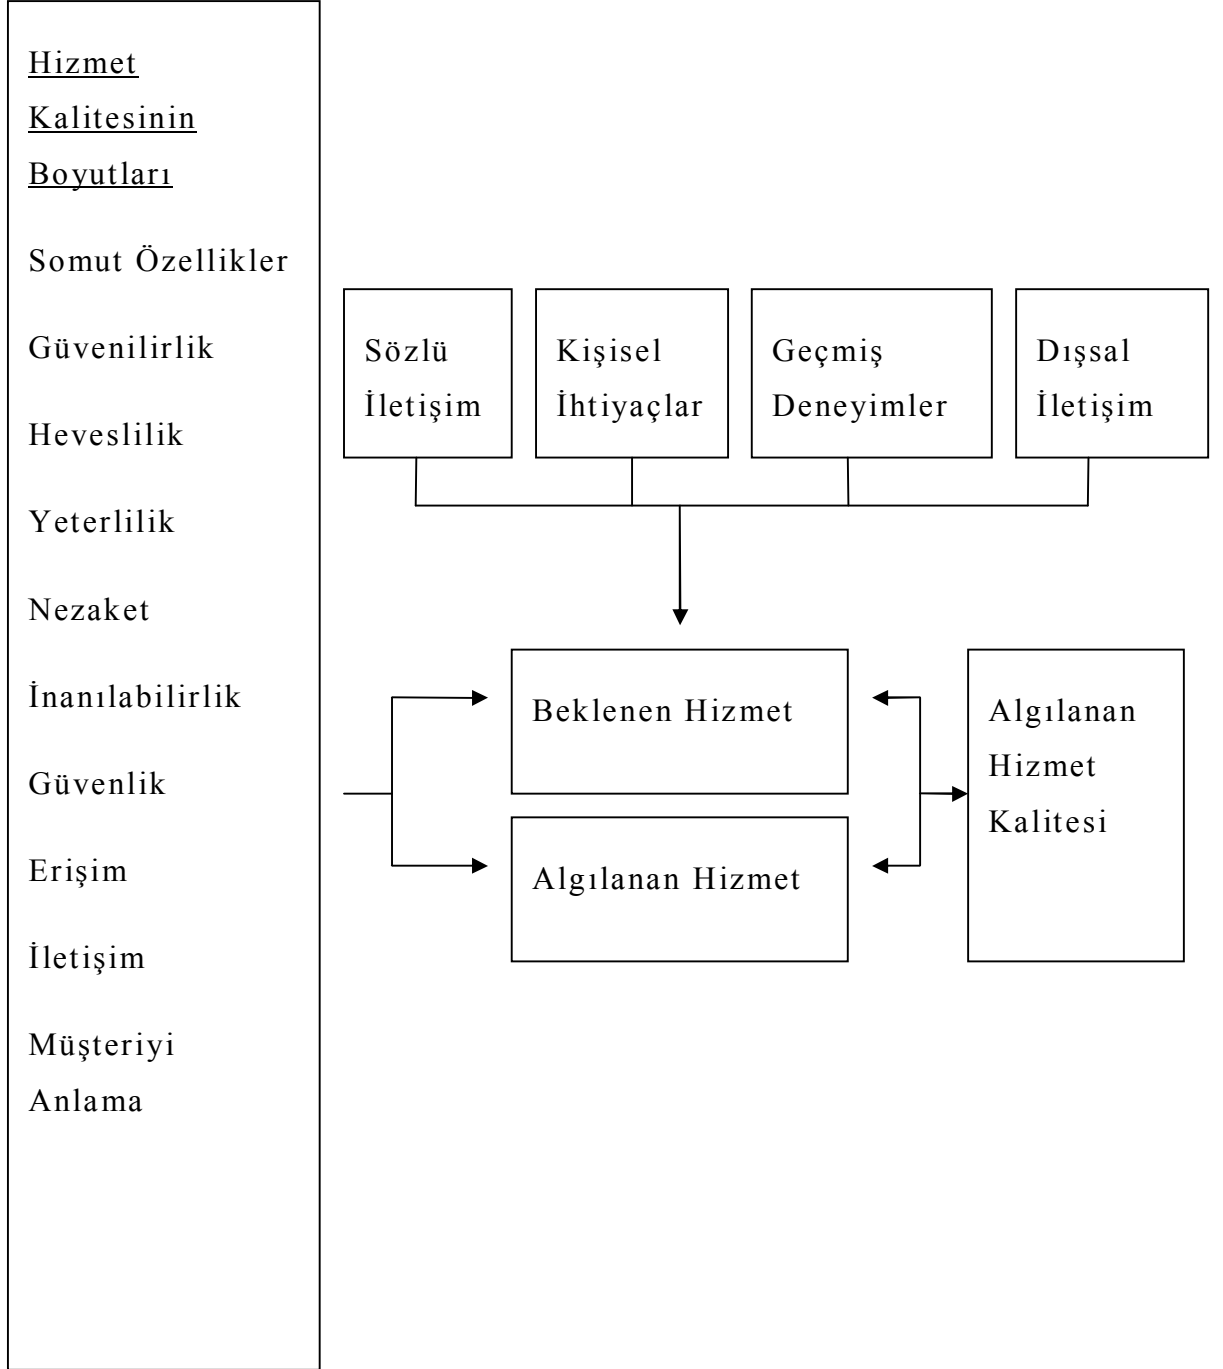 Hizmet
Kalitesinin
Boyutları
Somut Özellikler
Güvenilirlik
Heveslilik
Yeterlilik
Nezaket
İnanılabilirlik
Güvenlik
Erişim
İletişim
Müşteriyi
Anlama
Sözlü
İletişim
Kişisel
İhtiyaçlar
Geçmiş
Deneyimler
Dışsal
İletişim
Beklenen Hizmet
Algılanan Hizmet
Algılanan
Hizmet
Kalitesi